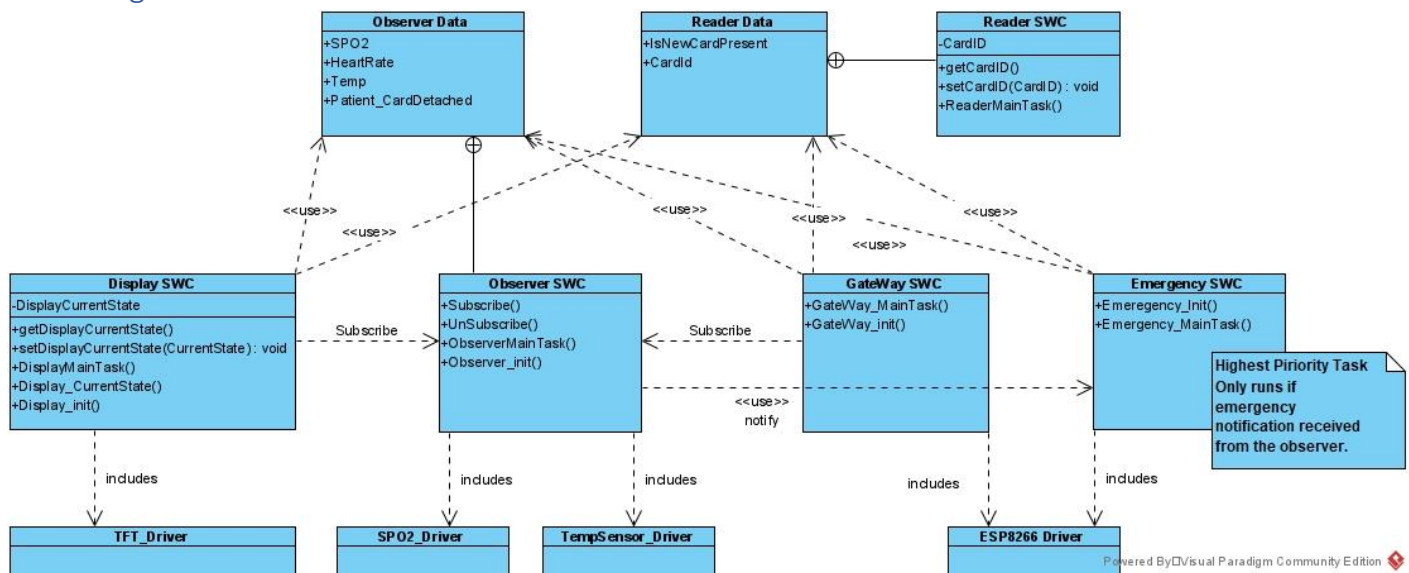 Observer Data
+SPO2
+HeartRate
+Temp
+Patient_CardDetached
Reader Data
+IsNewCardPresent
+CardId
Reader SWC
-CardID
+getCardID()
+setCardID(CardID) : void
+ReaderMainTask()
<<use>>
<<use>>
<<use>>
<<use>>
<<use>>
<<use>>
Display SWC
-DisplayCurrentState
+getDisplayCurrentState()
+setDisplayCurrentState(CurrentState) : void
+DisplayMainTask()
+Display_CurrentState()
+Display_init()
Subscribe
Observer SWC
+Subscribe()
+UnSubscribe()
+ObserverMainTask()
+Observer_init()
Subscribe
<<use>>
notify
GateWay SWC
+GateWay_MainTask()
+GateWay_init()
Emergency SWC
+Emeregency_Init()
+Emergency_MainTask()
Highest Piriority Task
Only runs if
emergency
notification received
from the observer.
includes
includes
includes
includes
includes
TFT_Driver
SPO2_Driver
TempSensor_Driver
ESP8266 Driver
Powered By Visual Paradigm Community Edition